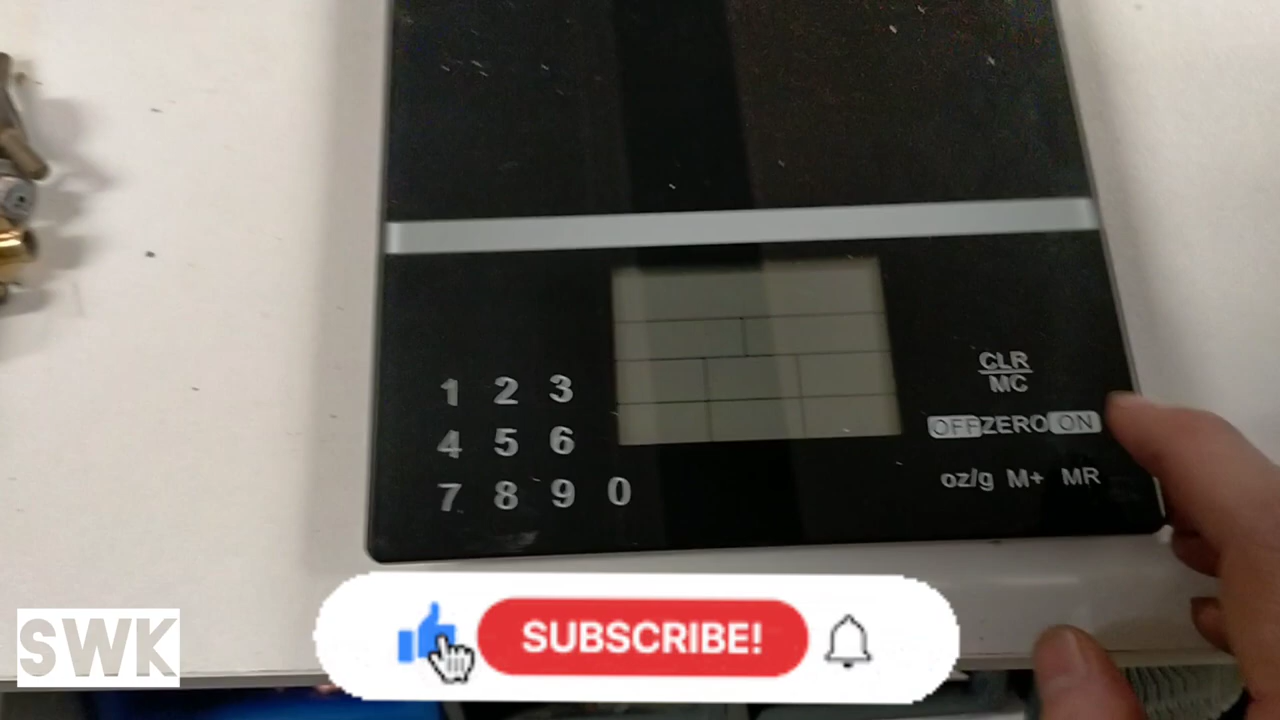 CLR
MC
1 2 3
OFF ZERO ON
4 5 6
oz/g M+ MR
7 8 9 0
SUBSCRIBE!
SWK